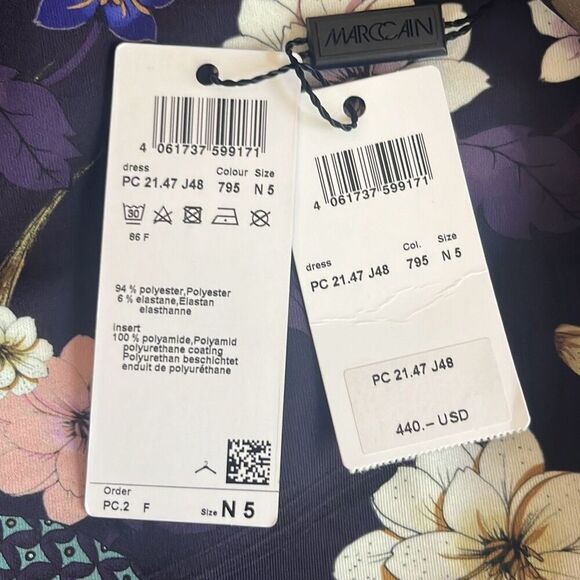 MARCCAIN
4 061737 599171
dress Colour Size
PC 21.47 J48 795 N 5
30
86 F
94 % polyester,Polyester
6 % elastane,Elastan
elasthanne
insert
100 % polyamide,Polyamid
polyurethane coating
Polyurethan beschichtet
enduit de polyuréthane
Order
PC.2 F Size N 5
4 061737 599171
dress Col. Size
PC 21.47 J48 795 N 5
PC 21.47 J48
440.– USD